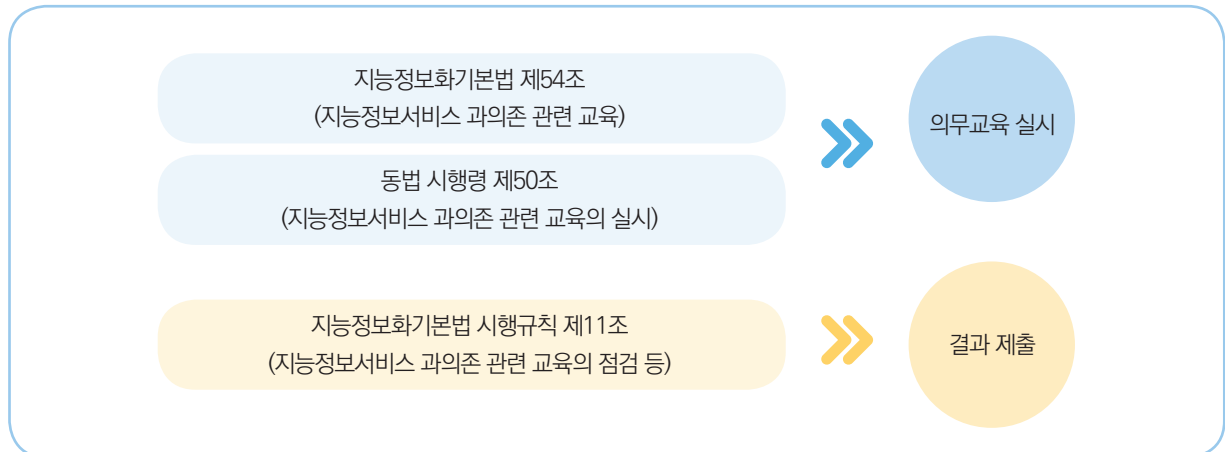 지능정보화기본법 제54조
(지능정보서비스 과의존 관련 교육)
동법 시행령 제50조
(지능정보서비스 과의존 관련 교육의 실시)
의무교육 실시
지능정보화기본법 시행규칙 제11조
(지능정보서비스 과의존 관련 교육의 점검 등)
결과 제출